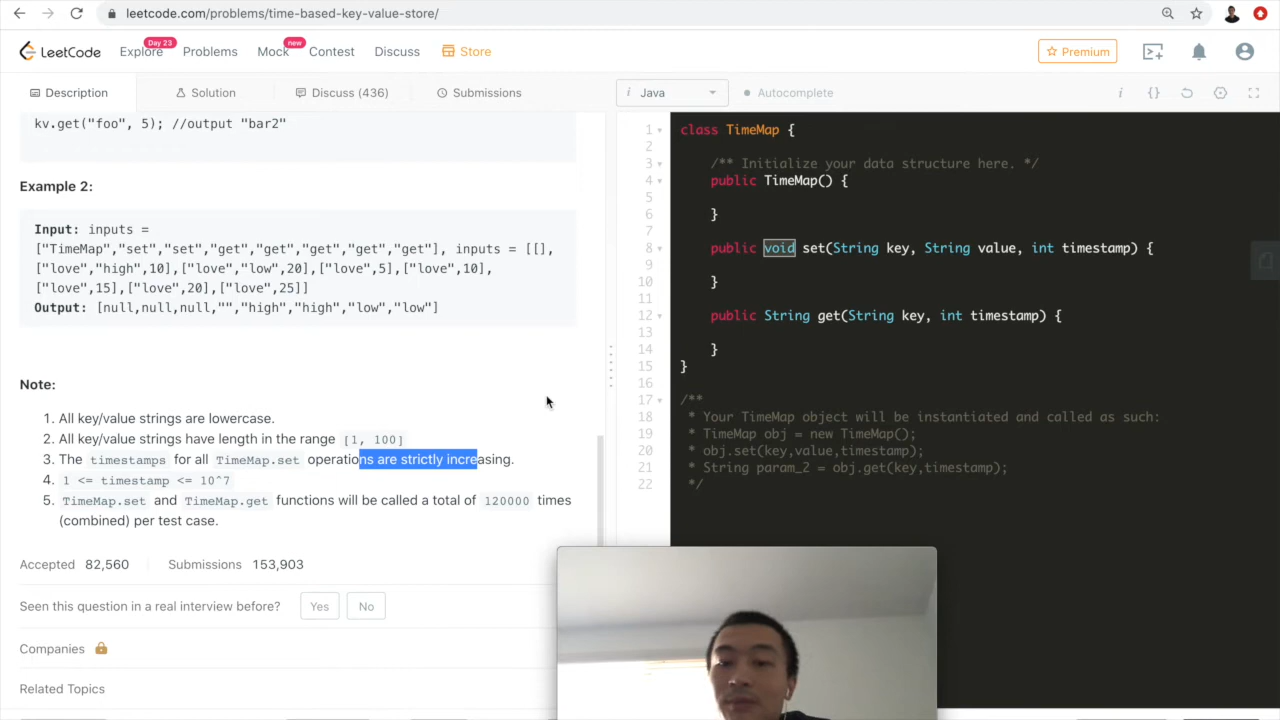 leetcode.com/problems/time-based-key-value-store/
LeetCode
Explore
Day 23
Problems
Mock
new
Contest
Discuss
Store
Premium
Description
Solution
Discuss (436)
Submissions
i Java
Autocomplete
i {}
kv.get("foo", 5); //output "bar2"
Example 2:
Input: inputs =
["TimeMap","set","set","get","get","get","get","get"], inputs = [[],
["love","high",10],["love","low",20],["love",5],["love",10],
["love",15],["love",20],["love",25]]
Output: [null,null,null,"","high","high","low","low"]
Note:
1. All key/value strings are lowercase.
2. All key/value strings have length in the range [1, 100]
3. The timestamps for all TimeMap.set operations are strictly increasing.
4. 1 <= timestamp <= 10^7
5. TimeMap.set and TimeMap.get functions will be called a total of 120000 times
(combined) per test case.
Accepted 82,560 Submissions 153,903
Seen this question in a real interview before? Yes No
Companies
Related Topics
1 class TimeMap {
2
3 /** Initialize your data structure here. */
4 public TimeMap() {
5
6 }
7
8 public void set(String key, String value, int timestamp) {
9
10 }
11
12 public String get(String key, int timestamp) {
13
14 }
15 }
16
17 /**
18 * Your TimeMap object will be instantiated and called as such:
19 * TimeMap obj = new TimeMap();
20 * obj.set(key,value,timestamp);
21 * String param_2 = obj.get(key,timestamp);
22 */